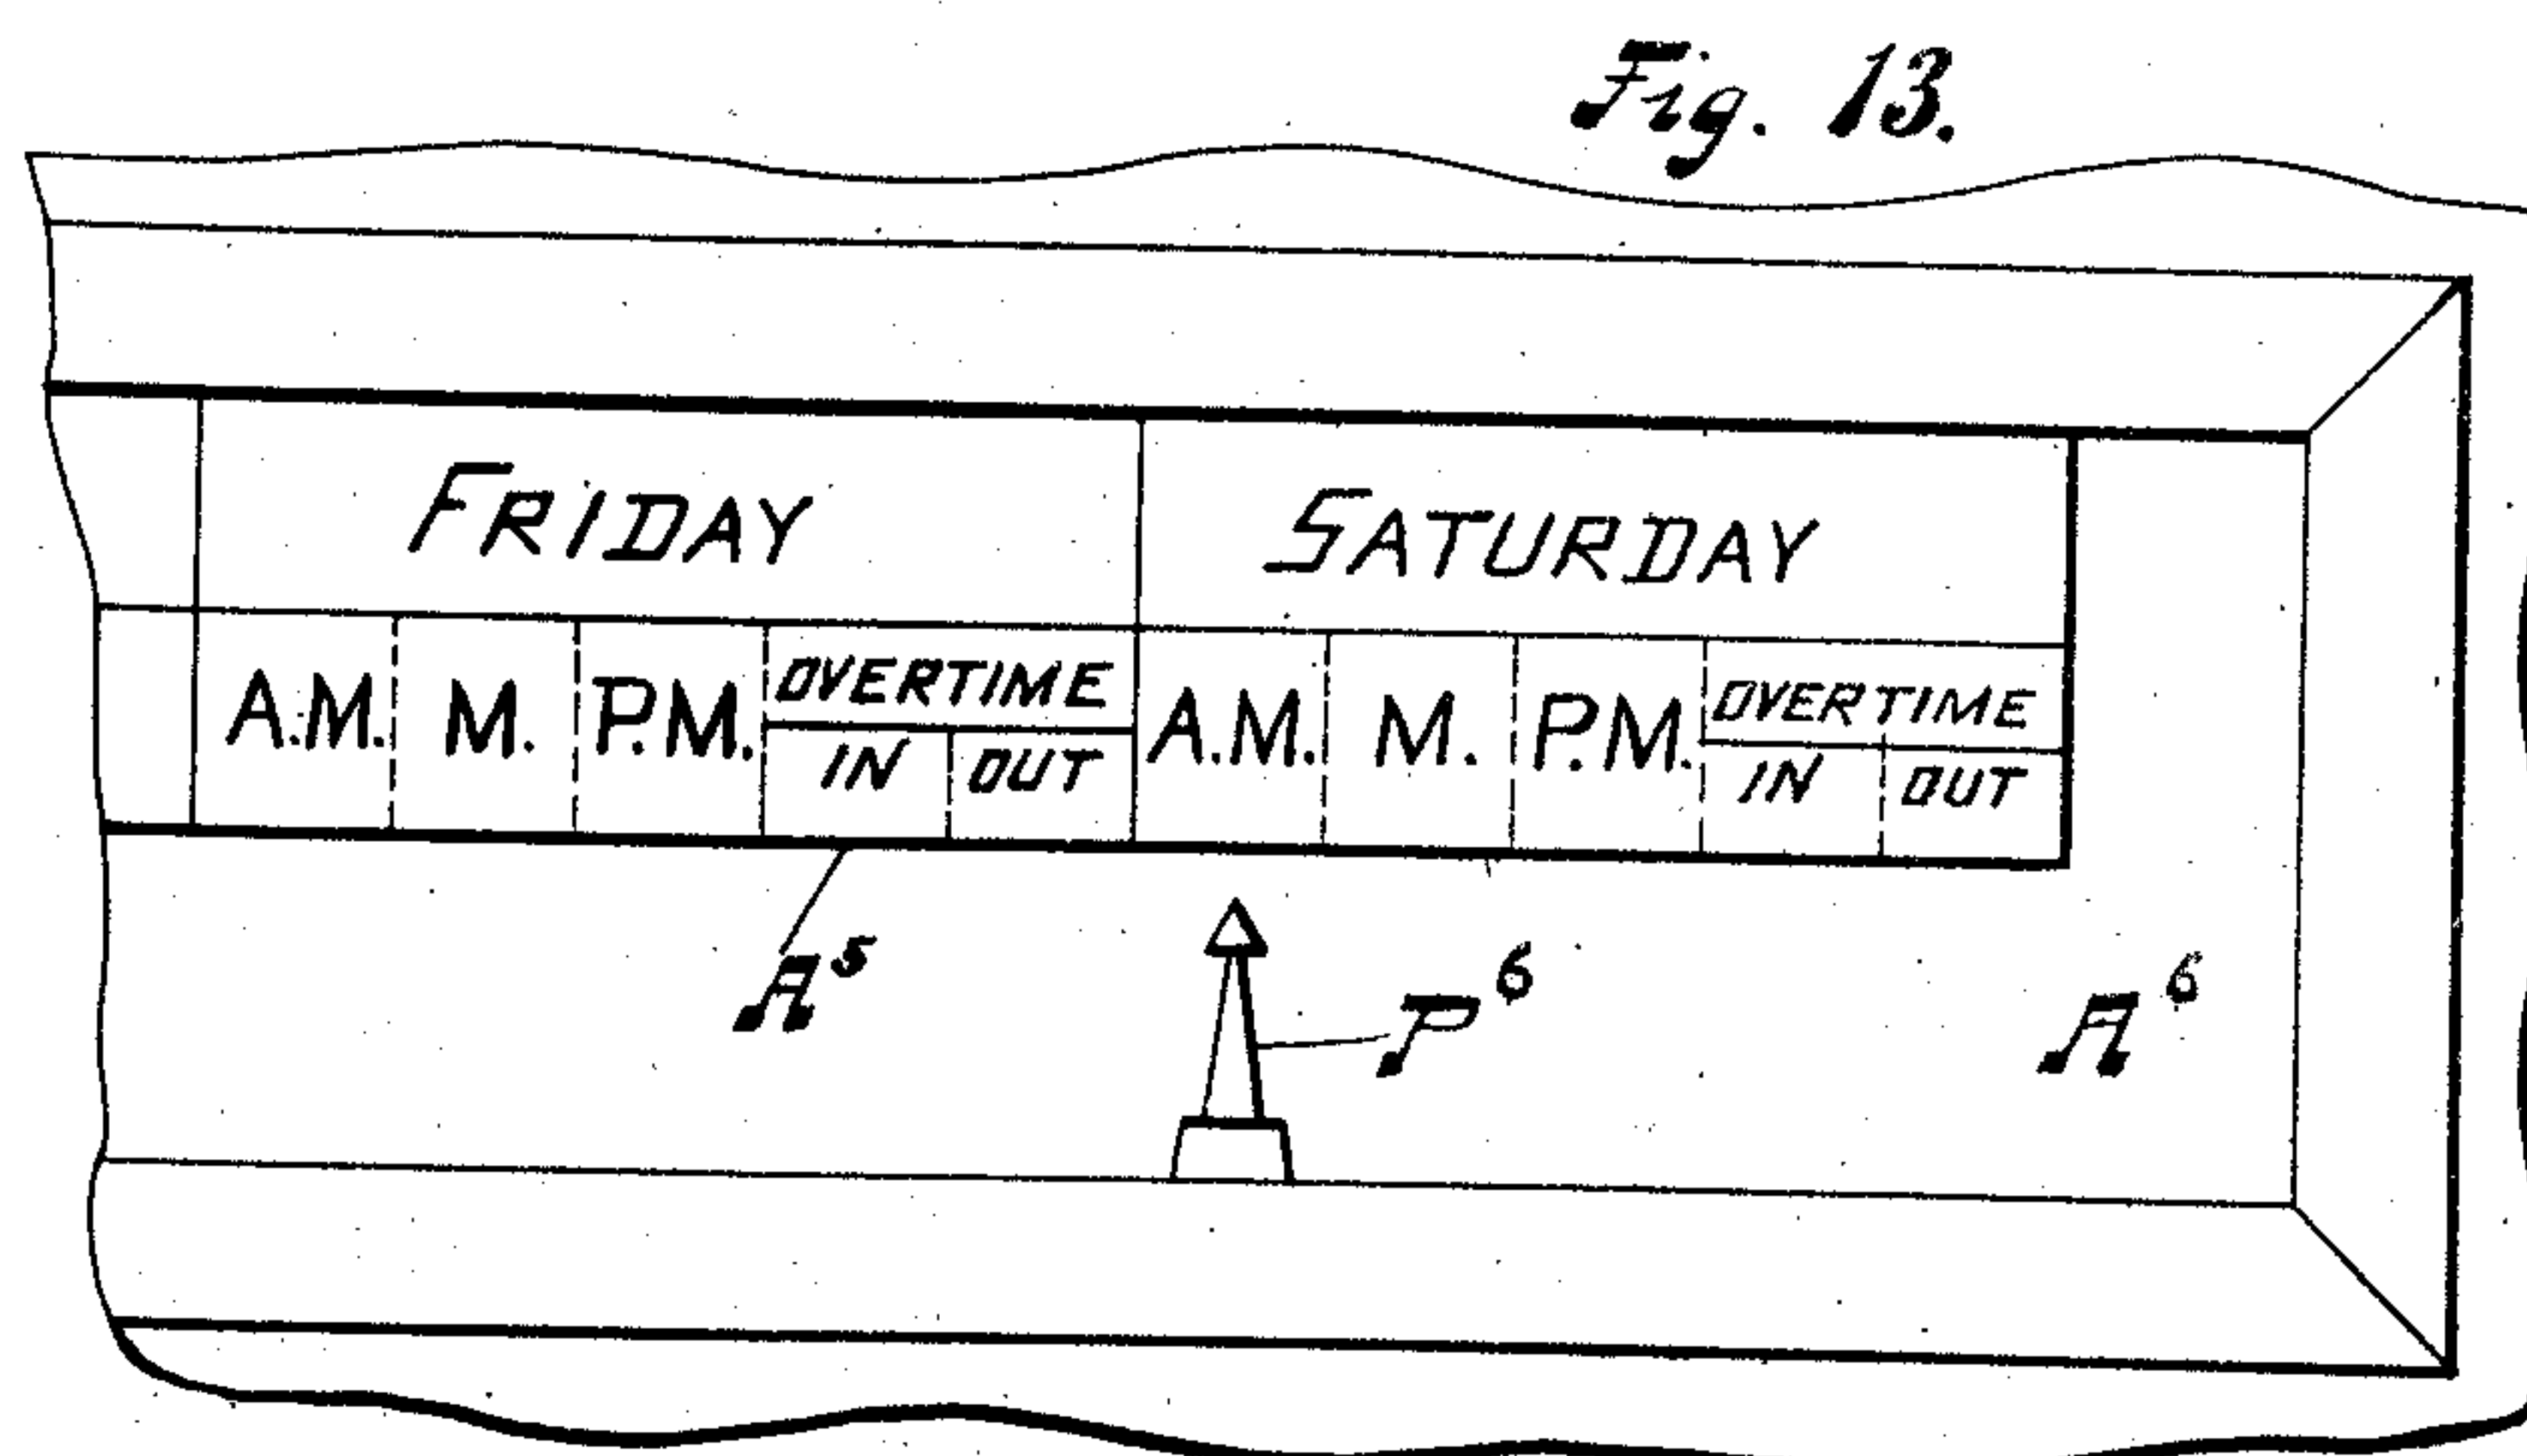 Fig. 13.
FRIDAY SATURDAY
A.M. M. P.M. OVERTIME A.M. M. P.M. OVERTIME
IN OUT IN OUT
A⁵ P⁶ A⁶